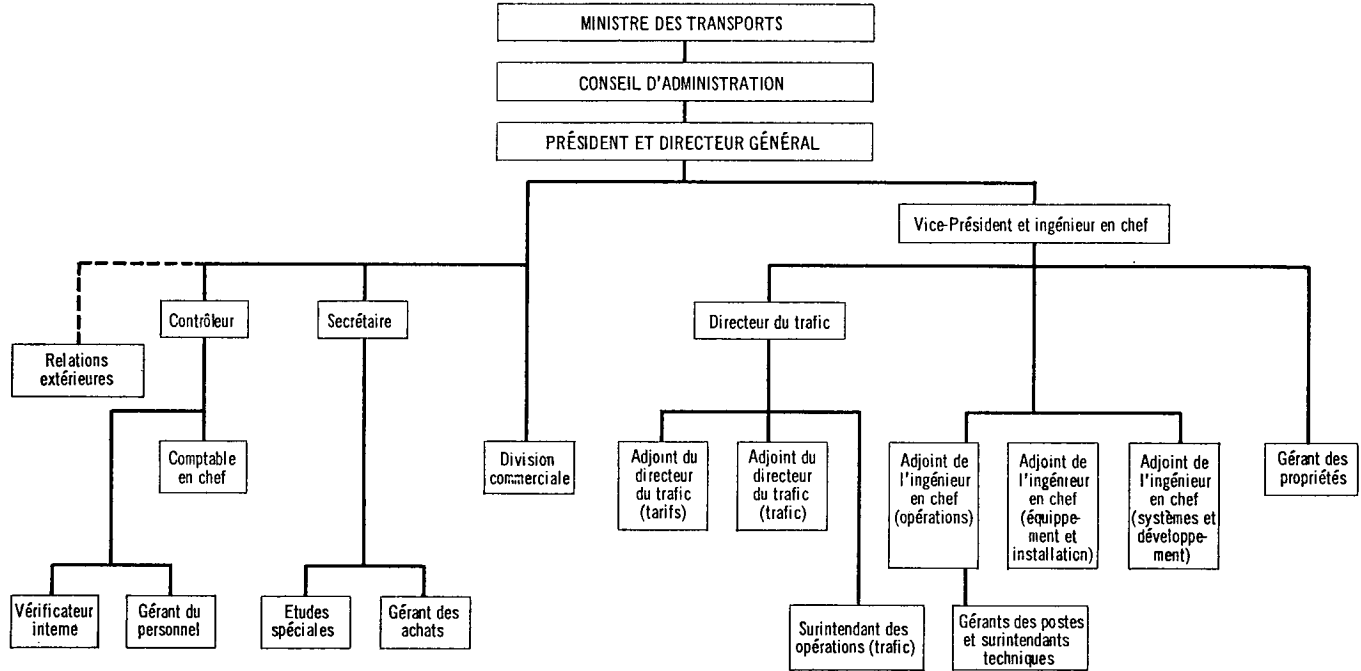 MINISTRE DES TRANSPORTS
CONSEIL D'ADMINISTRATION
PRÉSIDENT ET DIRECTEUR GÉNÉRAL
Vice-Président et ingénieur en chef
Contrôleur
Secrétaire
Directeur du trafic
Relations
extérieures
Comptable
en chef
Division
commerciale
Adjoint du
directeur
du trafic
(tarifs)
Adjoint du
directeur
du trafic
(trafic)
Adjoint de
l'ingénieur
en chef
(opérations)
Adjoint de
l'ingénieur
en chef
(équippe-
ment et
installation)
Adjoint de
l'ingénieur
en chef
(systèmes et
développe-
ment)
Gérant des
propriétés
Vérificateur
interne
Gérant du
personnel
Etudes
spéciales
Gérant des
achats
Surintendant des
opérations (trafic)
Gérants des postes
et surintendants
techniques